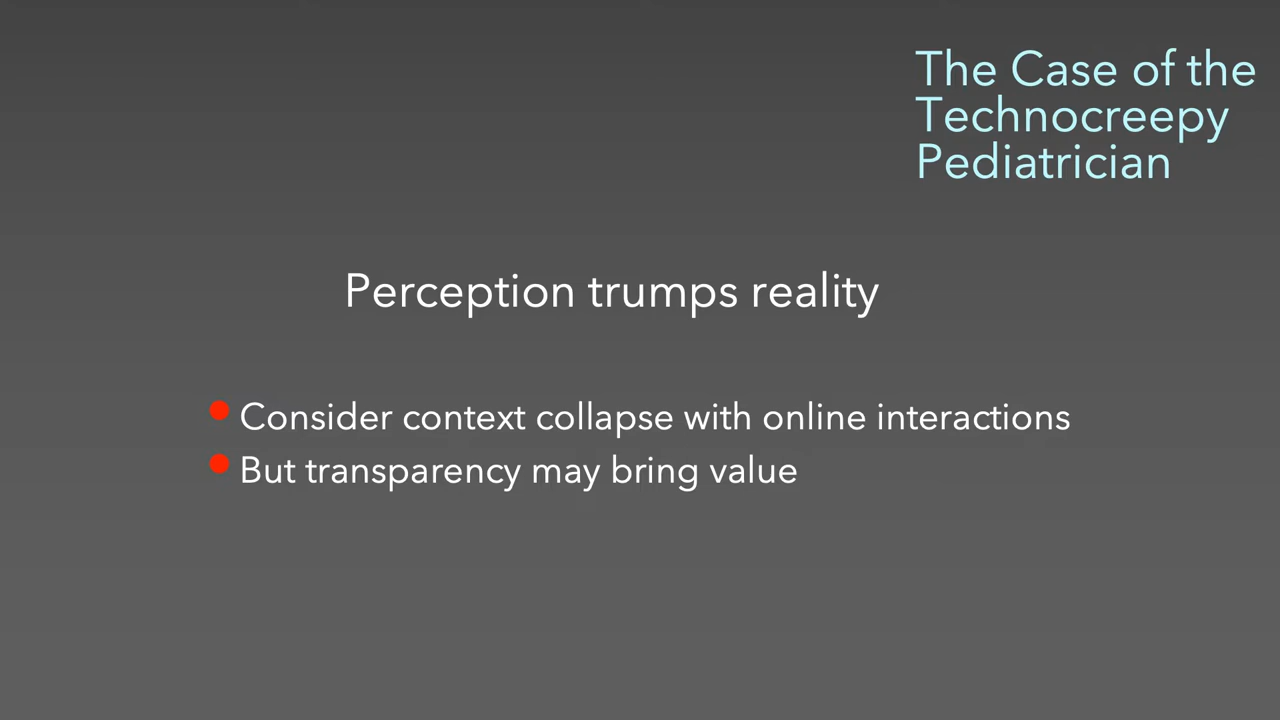 The Case of the
Technocreepy
Pediatrician
Perception trumps reality
Consider context collapse with online interactions
But transparency may bring value